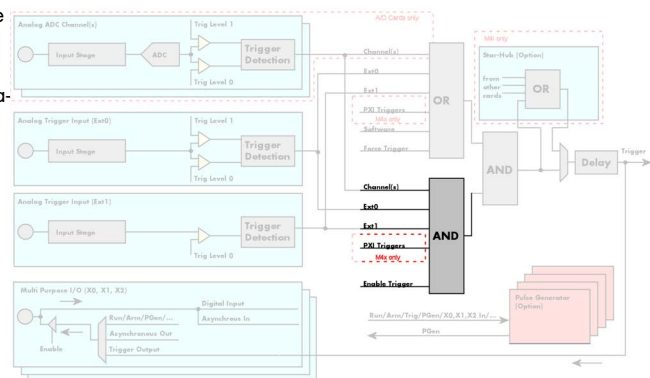 e
a-
A/D Cards only
Analog ADC Channel(s)
Trig Level 1
Input Stage
ADC
Trigger
Detection
Trig Level 0
Channel(s)
Ext0
Ext1
PXI Triggers
M4x only
Software
Force Trigger
OR
M4i only
Star-Hub (Option)
from
other
cards
OR
Analog Trigger Input (Ext0)
Trig Level 1
Input Stage
Trigger
Detection
Trig Level 0
AND
Delay
Trigger
Analog Trigger Input (Ext1)
Input Stage
Trigger
Detection
Trig Level 0
Channel(s)
Ext0
Ext1
PXI Triggers
M4x only
Enable Trigger
AND
Multi Purpose I/O (X0, X1, X2)
Digital Input
Run/Arm/PGen/...
Asynchronous In
Asynchronous Out
Enable
Trigger Output
Run/Arm/Trig/PGen/X0,X1,X2 In/...
PGen
Pulse Generator
(Option)